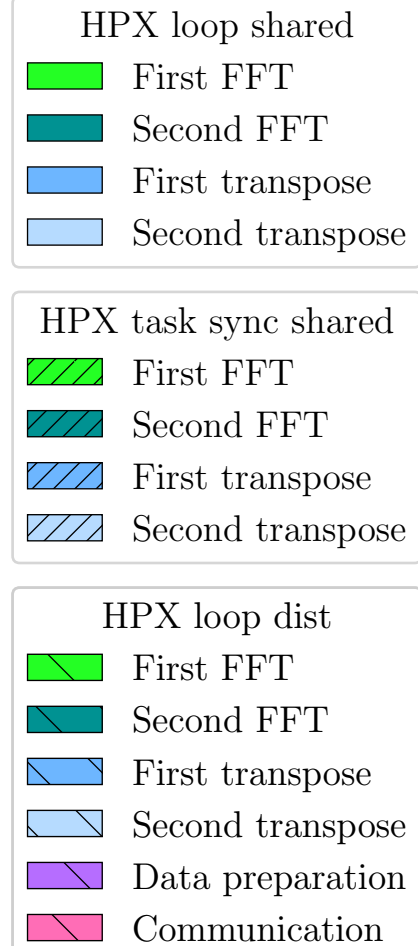 HPX loop shared
First FFT
Second FFT
First transpose
Second transpose
HPX task sync shared
First FFT
Second FFT
First transpose
Second transpose
HPX loop dist
First FFT
Second FFT
First transpose
Second transpose
Data preparation
Communication